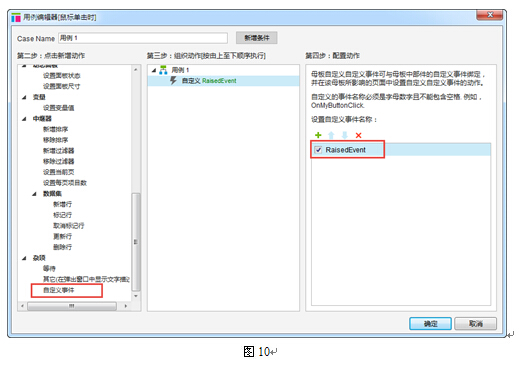 用例编辑器[鼠标单击时]
Case Name 用例 1 新增条件
第二步：点击新增动作
设置面板状态
设置面板尺寸
变量
设置变量值
中继器
新增排序
移除排序
新增过滤器
移除过滤器
设置当前页
设置每页项目数
数据集
新增行
标记行
取消标记行
更新行
删除行
杂项
等待
其它(在弹出窗口中显示文字描述
自定义事件
第三步：组织动作[按由上至下顺序执行]
用例 1
自定义 RaisedEvent
第四步：配置动作
母板自定义自定义事件可与母板中部件的自定义事件绑定，
并在该母板所影响的页面中设置自定义事件的动作。
自定义的事件名称必须是字母数字且不能包含空格. 例如，
OnMyButtonClick.
设置自定义事件名称：
RaisedEvent
确定 取消
图 10